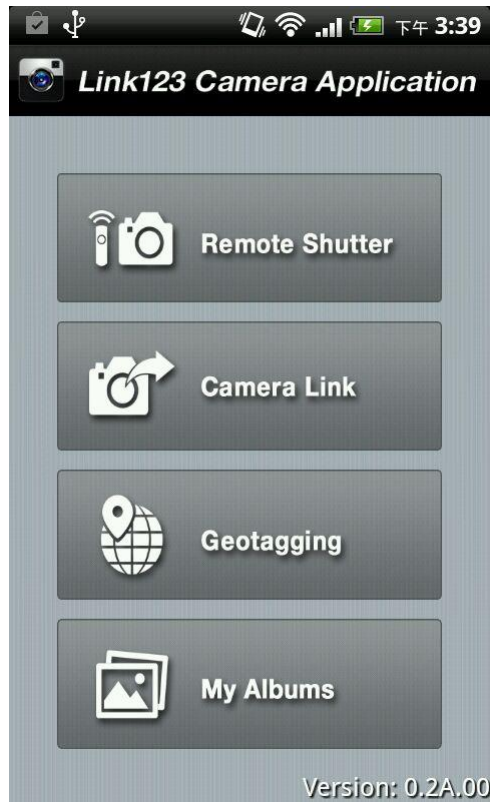 下午 3:39
Link123 Camera Application
Remote Shutter
Camera Link
Geotagging
My Albums
Version: 0.2A.00